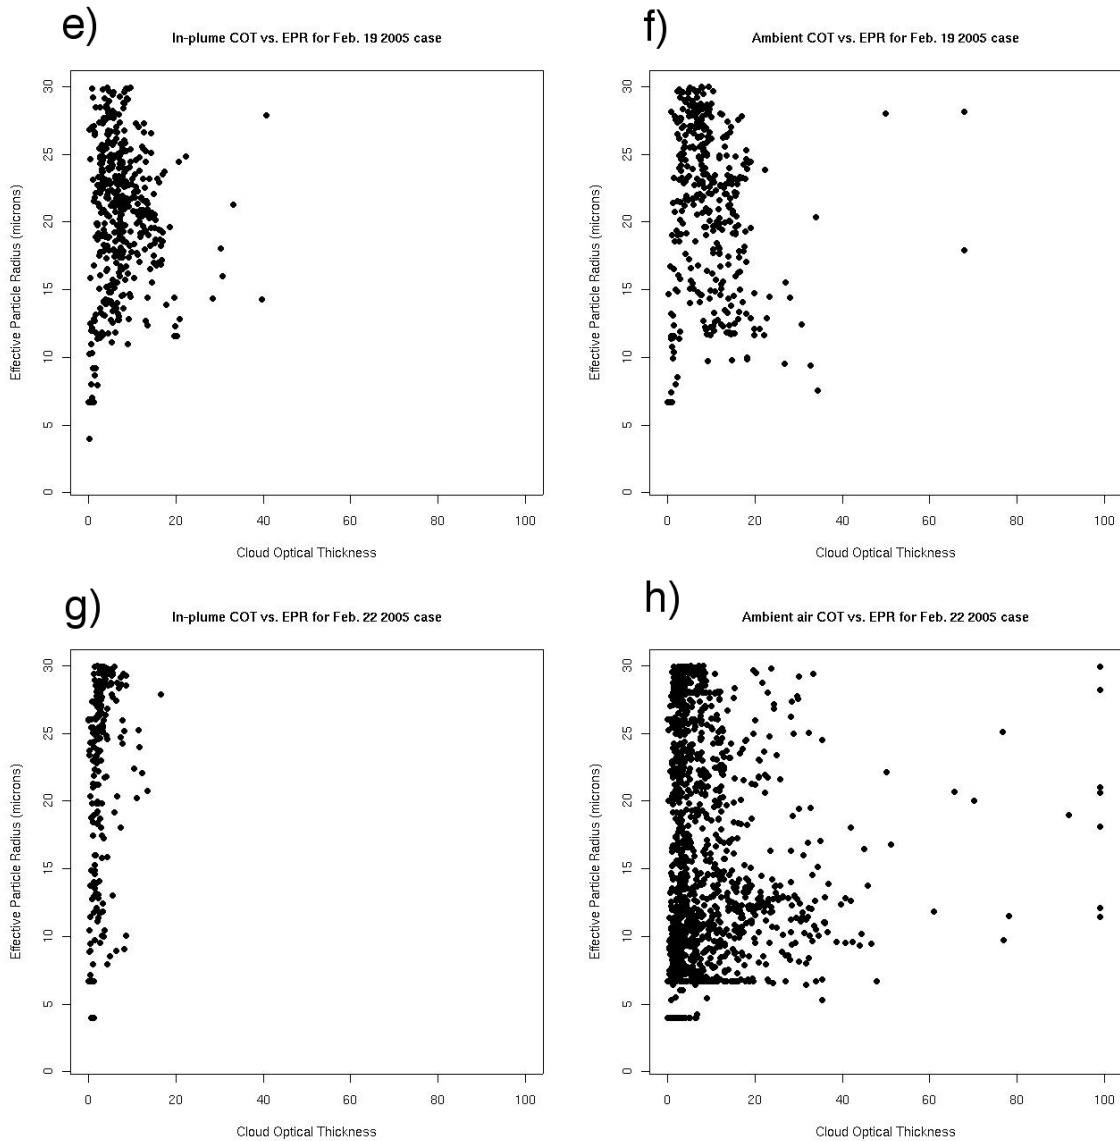 e)
In-plume COT vs. EPR for Feb. 19 2005 case
Effective Particle Radius (microns)
30
25
20
15
10
5
0
0 20 40 60 80 100
Cloud Optical Thickness
f)
Ambient COT vs. EPR for Feb. 19 2005 case
Effective Particle Radius (microns)
30
25
20
15
10
5
0
0 20 40 60 80 100
Cloud Optical Thickness
g)
In-plume COT vs. EPR for Feb. 22 2005 case
Effective Particle Radius (microns)
30
25
20
15
10
5
0
0 20 40 60 80 100
Cloud Optical Thickness
h)
Ambient air COT vs. EPR for Feb. 22 2005 case
Effective Particle Radius (microns)
30
25
20
15
10
5
0
0 20 40 60 80 100
Cloud Optical Thickness